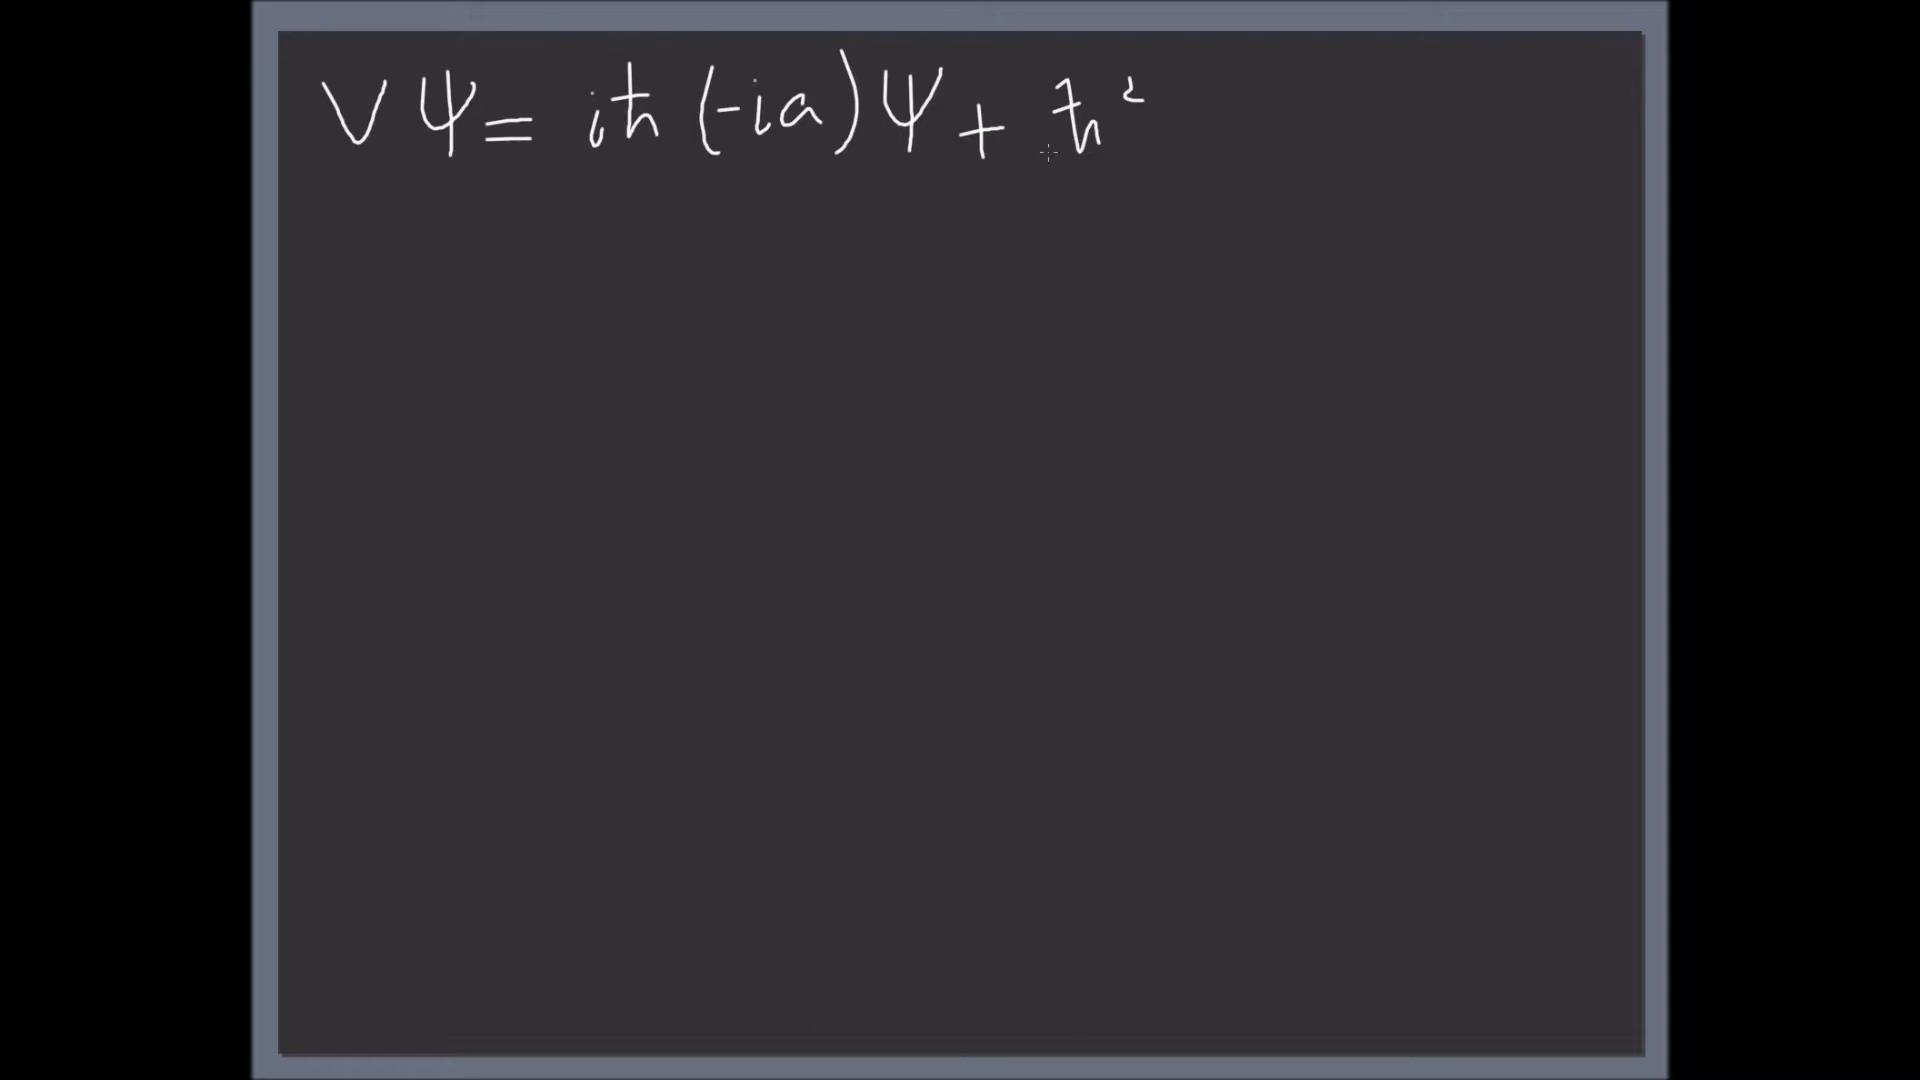 VΨ = iħ (-ia) Ψ + ħ²